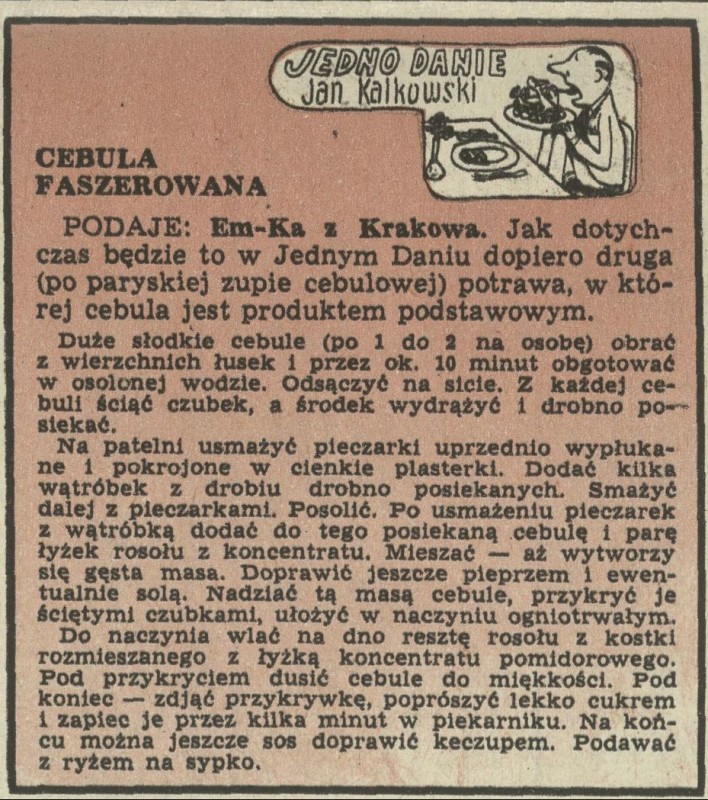 JEDNO DANIE
Jan Kalkowski
CEBULA
FASZEROWANA
PODAJE: Em-Ka z Krakowa. Jak dotych-
czas będzie to w Jednym Daniu dopiero druga
(po paryskiej zupie cebulowej) potrawa, w któ-
rej cebula jest produktem podstawowym.
Duże słodkie cebule (po 1 do 2 na osobę) obrać
z wierzchnich łusek i przez ok. 10 minut obgotować
w osolonej wodzie. Odsączyć na sicie. Z każdej ce-
buli ściąć czubek, a środek wydrążyć i drobno po-
siekać.
Na patelni usmażyć pieczarki uprzednio wypłuka-
ne i pokrojone w cienkie plasterki. Dodać kilka
wątróbek z drobiu drobno posiekanych. Smażyć
dalej z pieczarkami. Posolić. Po usmażeniu pieczarek
z wątróbką dodać do tego posiekaną cebulę i parę
łyżek rosołu z koncentratu. Mieszać — aż wytworzy
się gęsta masa. Doprawić jeszcze pieprzem i ewen-
tualnie solą. Nadziać tą masą cebule, przykryć je
ściętymi czubkami, ułożyć w naczyniu ogniotrwałym.
Do naczynia wlać na dno resztę rosołu z kostki
rozmieszanego z łyżką koncentratu pomidorowego.
Pod przykryciem dusić cebule do miękkości. Pod
koniec — zdjąć przykrywkę, poprószyć lekko cukrem
i zapiec je przez kilka minut w piekarniku. Na koń-
cu można jeszcze sos doprawić keczupem. Podawać
z ryżem na sypko.